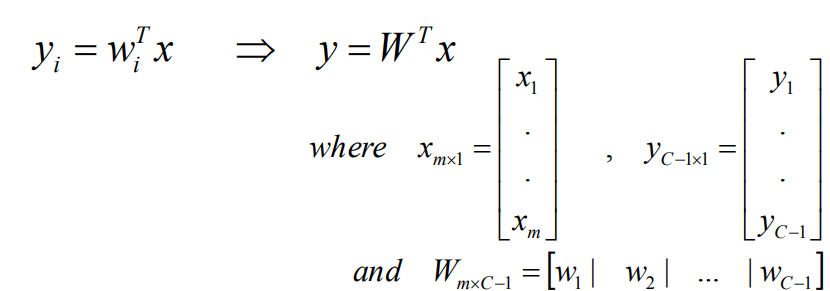 y_i = w_i^T x ⇒ y = W^T x
where x_{m×1} = [x_1 . . x_m] , y_{C−1×1} = [y_1 . . y_{C−1}]
and W_{m×C−1} = [w_1 | w_2 | ... | w_{C−1}]